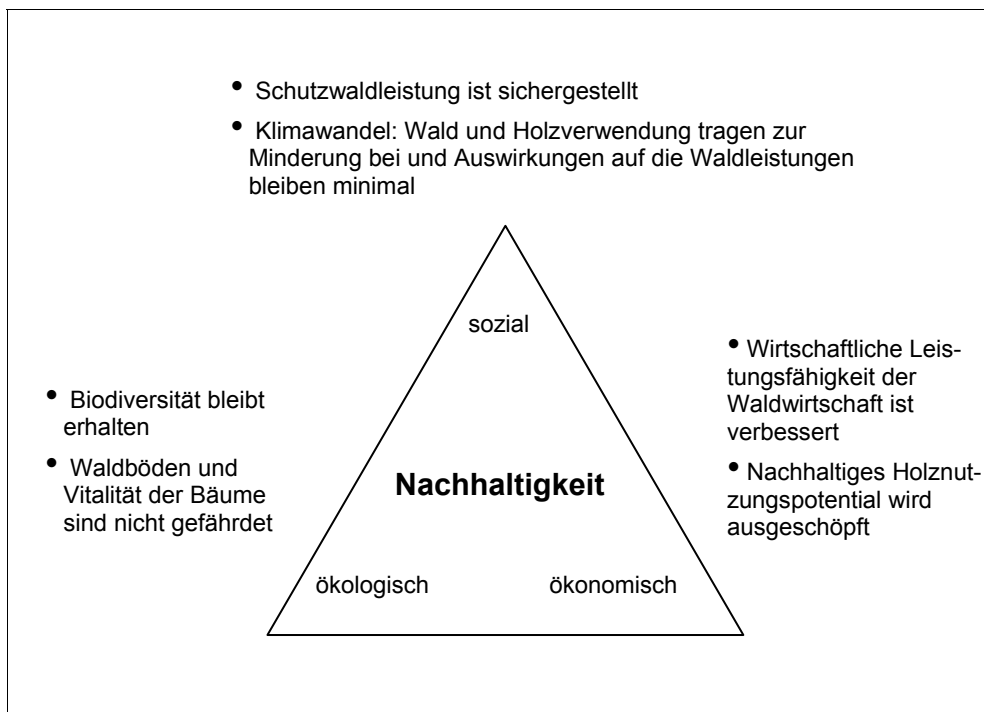 • Schutzwaldleistung ist sichergestellt
• Klimawandel: Wald und Holzverwendung tragen zur
Minderung bei und Auswirkungen auf die Waldleistungen
bleiben minimal
sozial
• Biodiversität bleibt
erhalten
• Waldböden und
Vitalität der Bäume
sind nicht gefährdet
• Wirtschaftliche Leis-
tungsfähigkeit der
Waldwirtschaft ist
verbessert
• Nachhaltiges Holznut-
zungspotential wird
ausgeschöpft
Nachhaltigkeit
ökologisch
ökonomisch